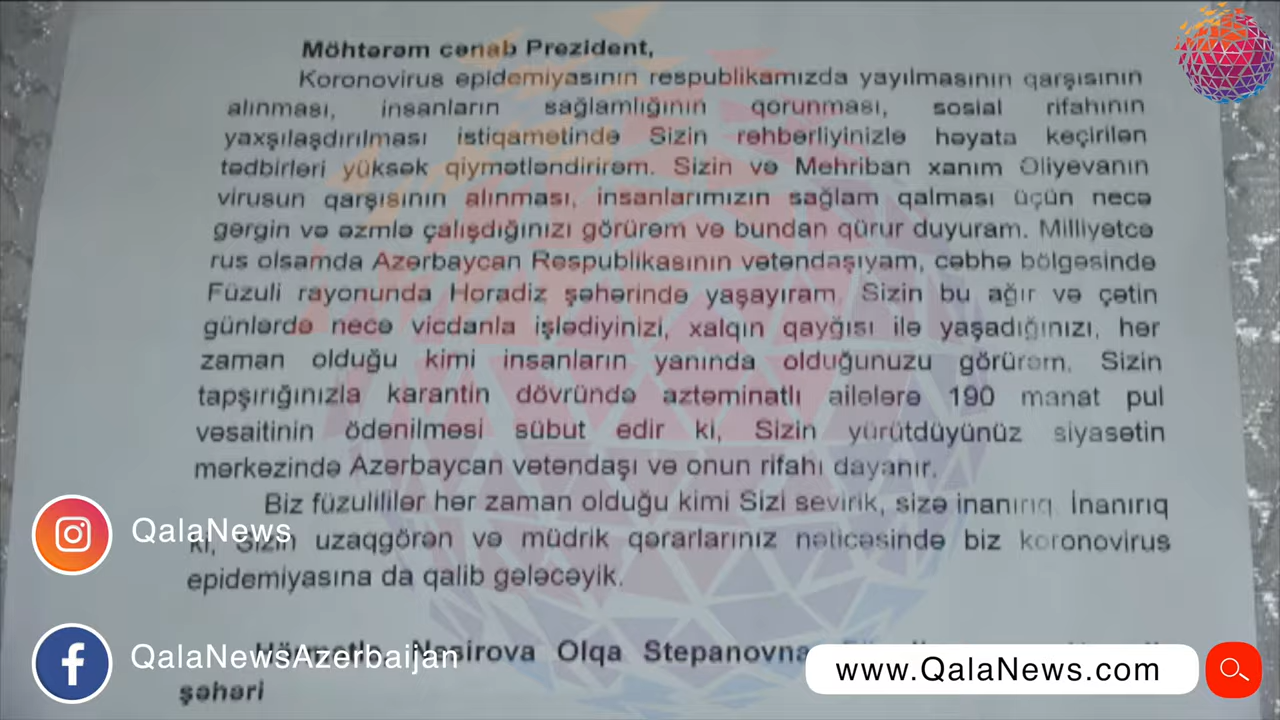 Möhtərəm cənab Prezident,
Koronovirus epidemiyasının respublikamızda yayılmasının qarşısının
alınması, insanların sağlamlığının qorunması, sosial rifahının
yaxşılaşdırılması istiqamətində Sizin rəhbərliyinizlə həyata keçirilən
tədbirləri yüksək qiymətləndirirəm. Sizin və Mehriban xanım Əliyevanın
virusun qarşısının alınması, insanlarımızın sağlam qalması üçün necə
gərgin və əzmlə çalışdığınızı görürəm və bundan qürur duyuram. Milliyətcə
rus olsamda Azərbaycan Respublikasının vətəndaşıyam, cəbhə bölgəsində
Füzuli rayonunda Horadiz şəhərində yaşayıram. Sizin bu ağır və çətin
günlərdə necə vicdanla işlədiyinizi, xalqın qayğısı ilə yaşadığınızı, hər
zaman olduğu kimi insanların yanında olduğunuzu görürəm. Sizin
tapşırığınızla karantin dövründə aztəminatlı ailələrə 190 manat pul
vəsaitinin ödənilməsi sübut edir ki, Sizin yürütdüyünüz siyasətin
mərkəzində Azərbaycan vətəndaşı və onun rifahı dayanır.
Biz füzulililər hər zaman olduğu kimi Sizi sevirik, sizə inanırıq. İnanırıq
ki, Sizin uzaqgörən və müdrik qərarlarınız nəticəsində biz koronovirus
epidemiyasına da qalib gələcəyik.
Olqa Stepanovna
şəhəri
QalaNews
QalaNewsAzerbaijan
www.QalaNews.com